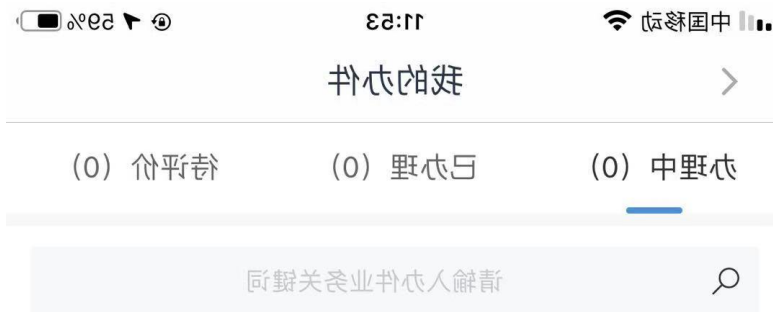 中国移动 11:53 59%
我的办件
办理中（0） 已办理（0） 待评价（0）
请输入办件业务关键词